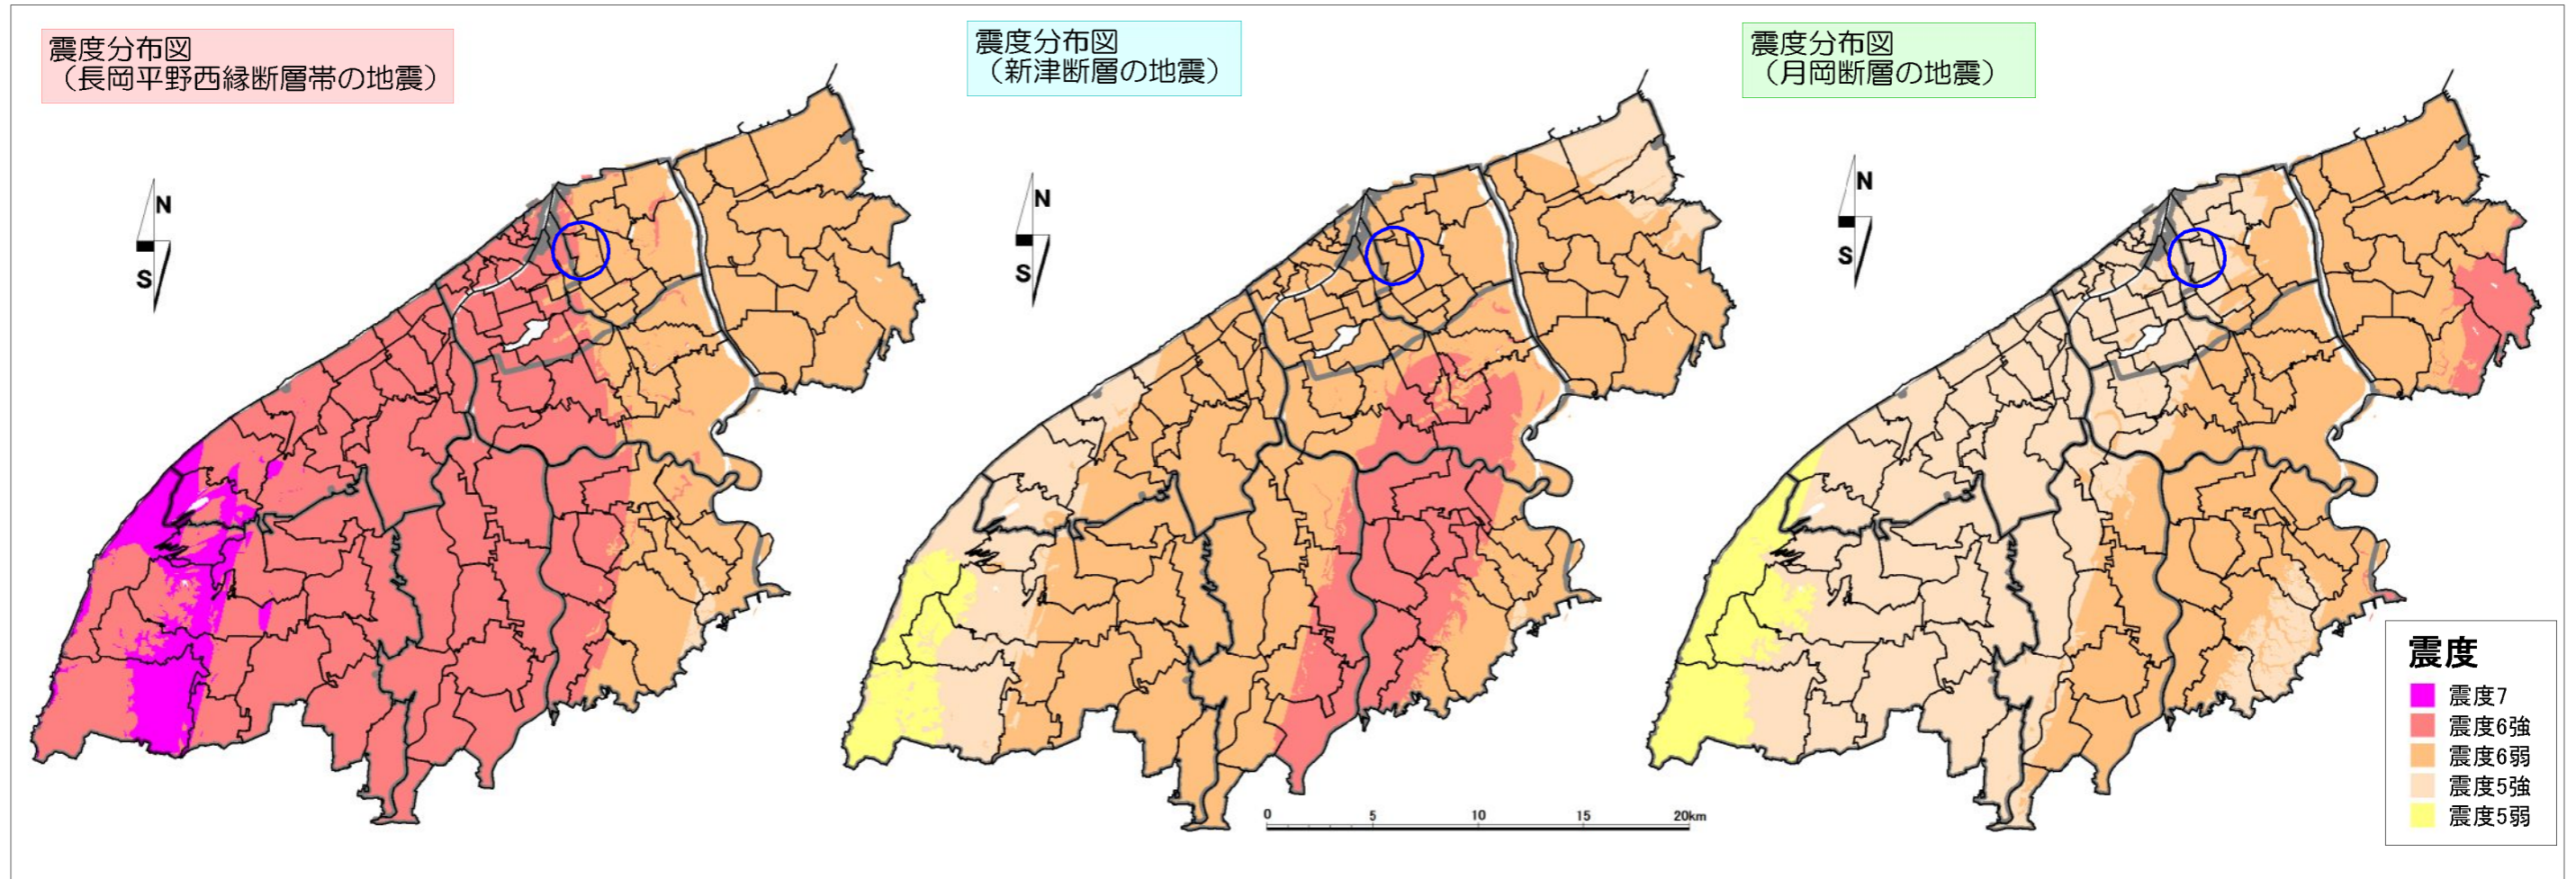 震度分布図
（長岡平野西縁断層帯の地震）
震度分布図
（新津断層の地震）
震度分布図
（月岡断層の地震）
N
S
N
S
N
S
震度
震度7
震度6強
震度6弱
震度5強
震度5弱
0 5 10 15 20km